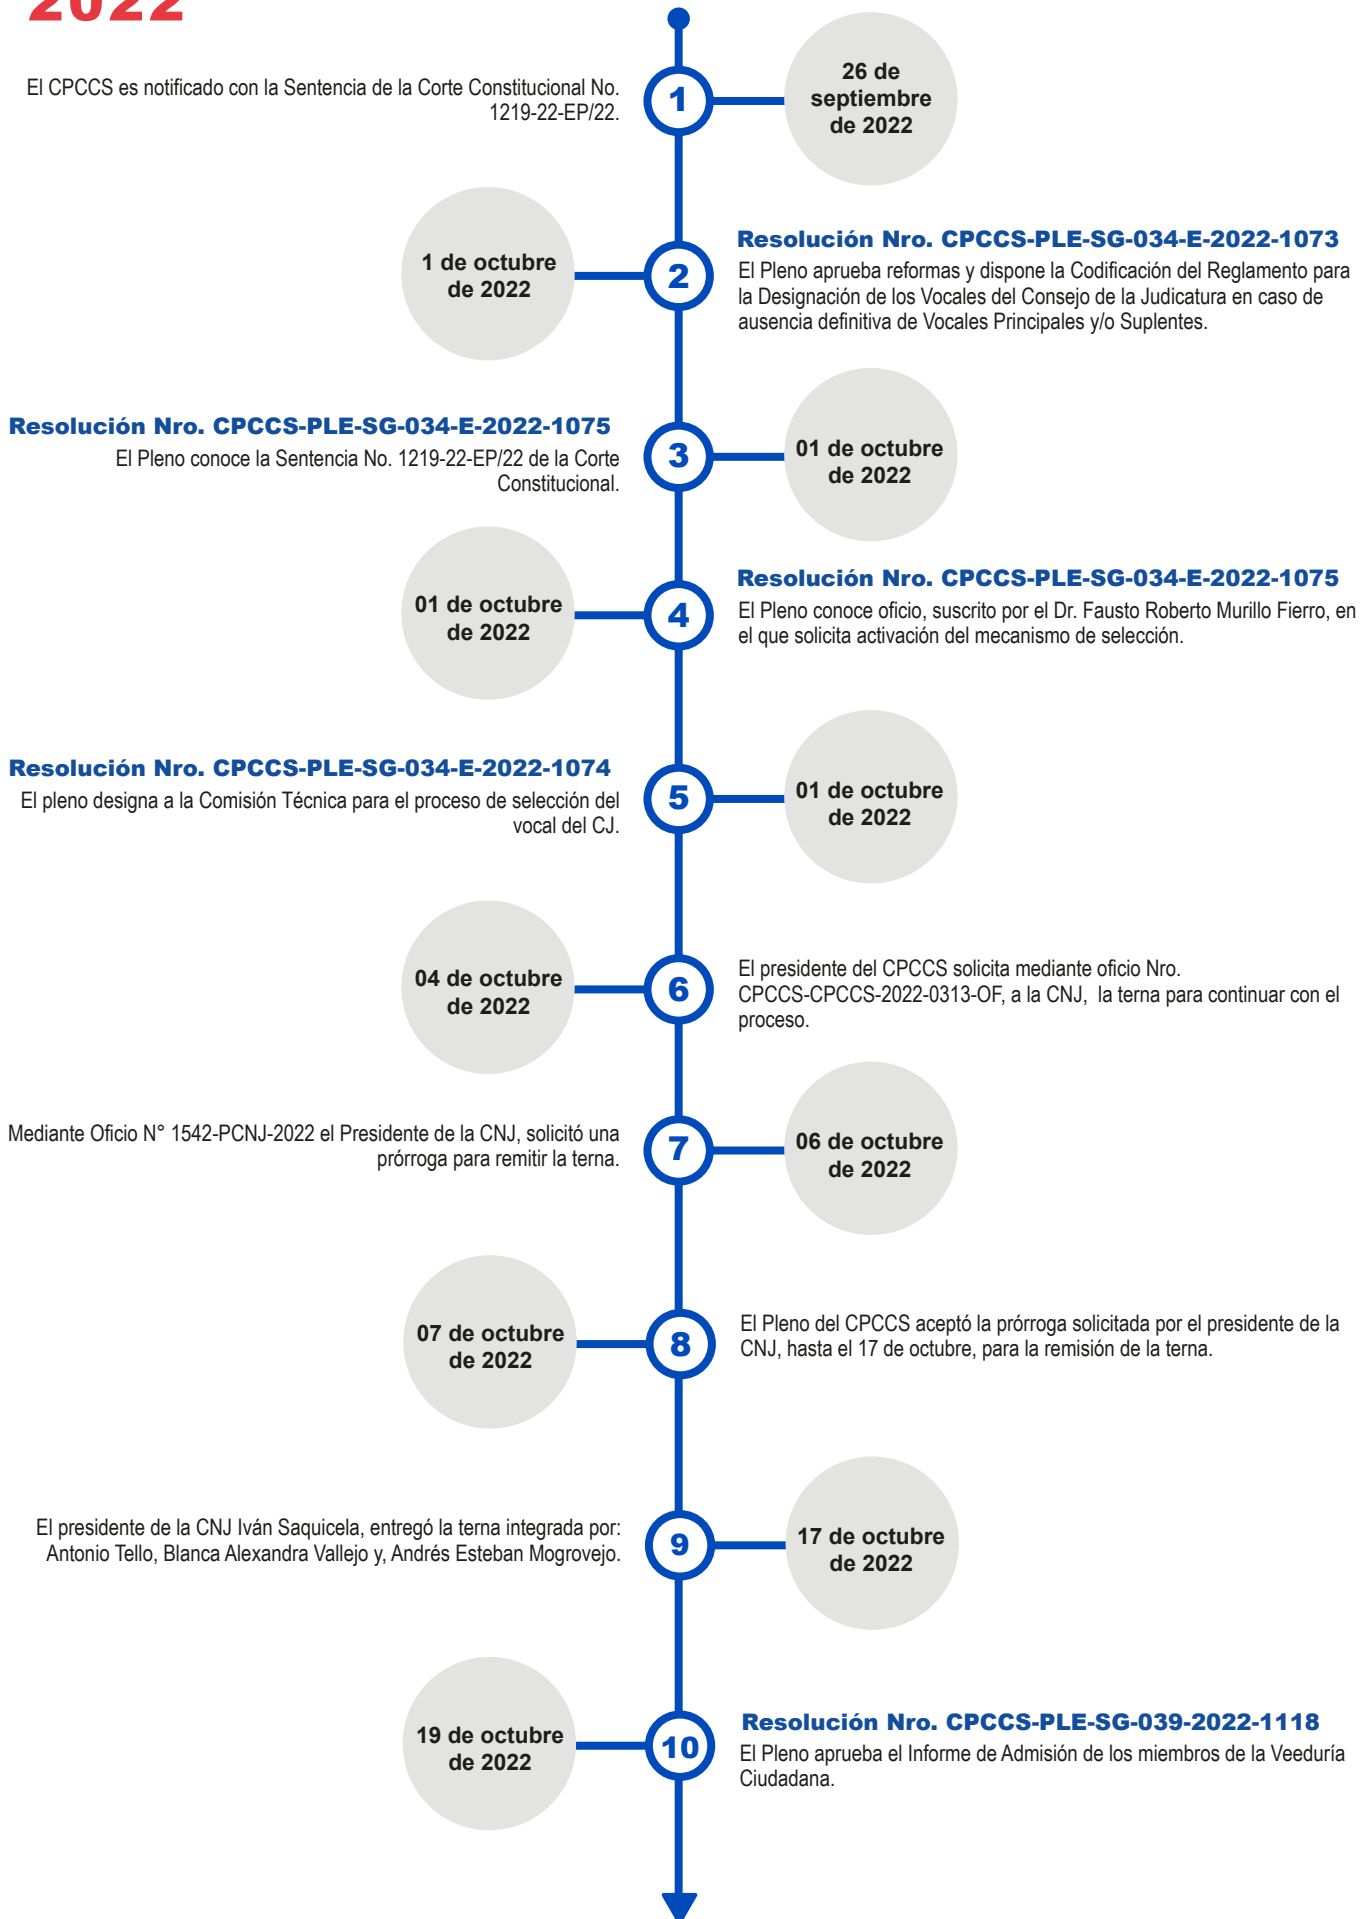 2022
El CPCCS es notificado con la Sentencia de la Corte Constitucional No.
1219-22-EP/22.
1
26 de
septiembre
de 2022
1 de octubre
de 2022
2
Resolución Nro. CPCCS-PLE-SG-034-E-2022-1073
El Pleno aprueba reformas y dispone la Codificación del Reglamento para
la Designación de los Vocales del Consejo de la Judicatura en caso de
ausencia definitiva de Vocales Principales y/o Suplentes.
Resolución Nro. CPCCS-PLE-SG-034-E-2022-1075
El Pleno conoce la Sentencia No. 1219-22-EP/22 de la Corte
Constitucional.
3
01 de octubre
de 2022
01 de octubre
de 2022
4
Resolución Nro. CPCCS-PLE-SG-034-E-2022-1075
El Pleno conoce oficio, suscrito por el Dr. Fausto Roberto Murillo Fierro, en
el que solicita activación del mecanismo de selección.
Resolución Nro. CPCCS-PLE-SG-034-E-2022-1074
El pleno designa a la Comisión Técnica para el proceso de selección del
vocal del CJ.
5
01 de octubre
de 2022
04 de octubre
de 2022
6
El presidente del CPCCS solicita mediante oficio Nro.
CPCCS-CPCCS-2022-0313-OF, a la CNJ, la terna para continuar con el
proceso.
Mediante Oficio N° 1542-PCNJ-2022 el Presidente de la CNJ, solicitó una
prórroga para remitir la terna.
7
06 de octubre
de 2022
07 de octubre
de 2022
8
El Pleno del CPCCS aceptó la prórroga solicitada por el presidente de la
CNJ, hasta el 17 de octubre, para la remisión de la terna.
El presidente de la CNJ Iván Saquicela, entregó la terna integrada por:
Antonio Tello, Blanca Alexandra Vallejo y, Andrés Esteban Mogrovejo.
9
17 de octubre
de 2022
19 de octubre
de 2022
10
Resolución Nro. CPCCS-PLE-SG-039-2022-1118
El Pleno aprueba el Informe de Admisión de los miembros de la Veeduría
Ciudadana.